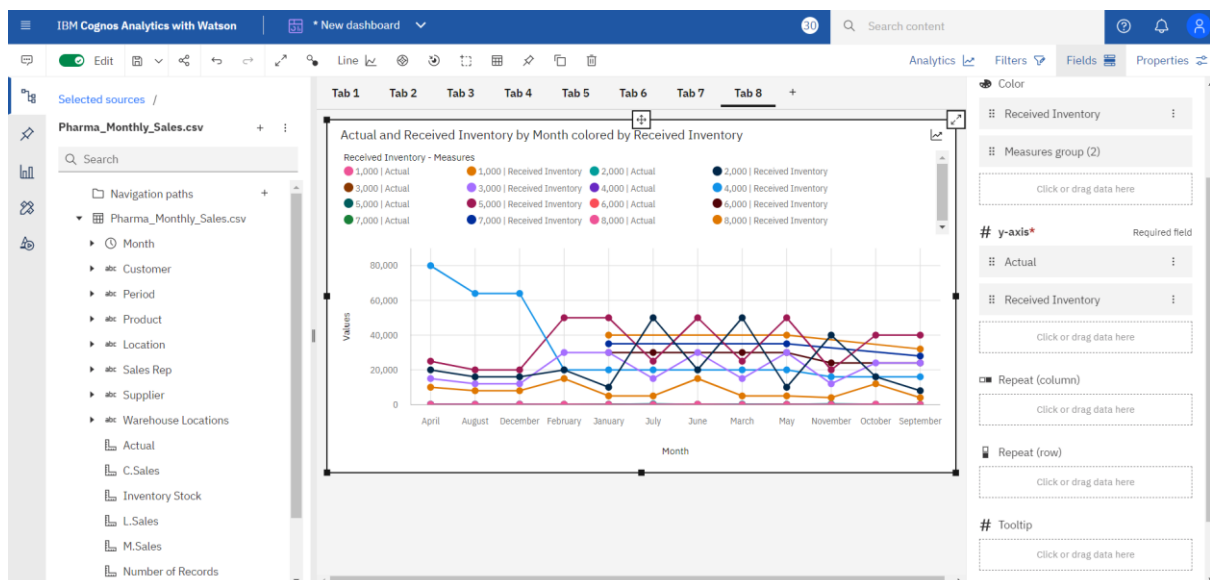 IBM Cognos Analytics with Watson
* New dashboard
30
Search content
Edit
Line
Analytics
Filters
Fields
Properties
Selected sources /
Pharma_Monthly_Sales.csv
Search
Navigation paths
Pharma_Monthly_Sales.csv
Month
abc Customer
abc Period
abc Product
abc Location
abc Sales Rep
abc Supplier
abc Warehouse Locations
Actual
C.Sales
Inventory Stock
L.Sales
M.Sales
Number of Records
Tab 1 Tab 2 Tab 3 Tab 4 Tab 5 Tab 6 Tab 7 Tab 8 +
Actual and Received Inventory by Month colored by Received Inventory
Received Inventory - Measures
1,000 | Actual 1,000 | Received Inventory 2,000 | Actual 2,000 | Received Inventory
3,000 | Actual 3,000 | Received Inventory 4,000 | Actual 4,000 | Received Inventory
5,000 | Actual 5,000 | Received Inventory 6,000 | Actual 6,000 | Received Inventory
7,000 | Actual 7,000 | Received Inventory 8,000 | Actual 8,000 | Received Inventory
80,000
60,000
40,000
20,000
0
Values
April August December February January July June March May November October September
Month
Color
Received Inventory
Measures group (2)
Click or drag data here
# y-axis* Required field
Actual
Received Inventory
Click or drag data here
Repeat (column)
Click or drag data here
Repeat (row)
Click or drag data here
# Tooltip
Click or drag data here